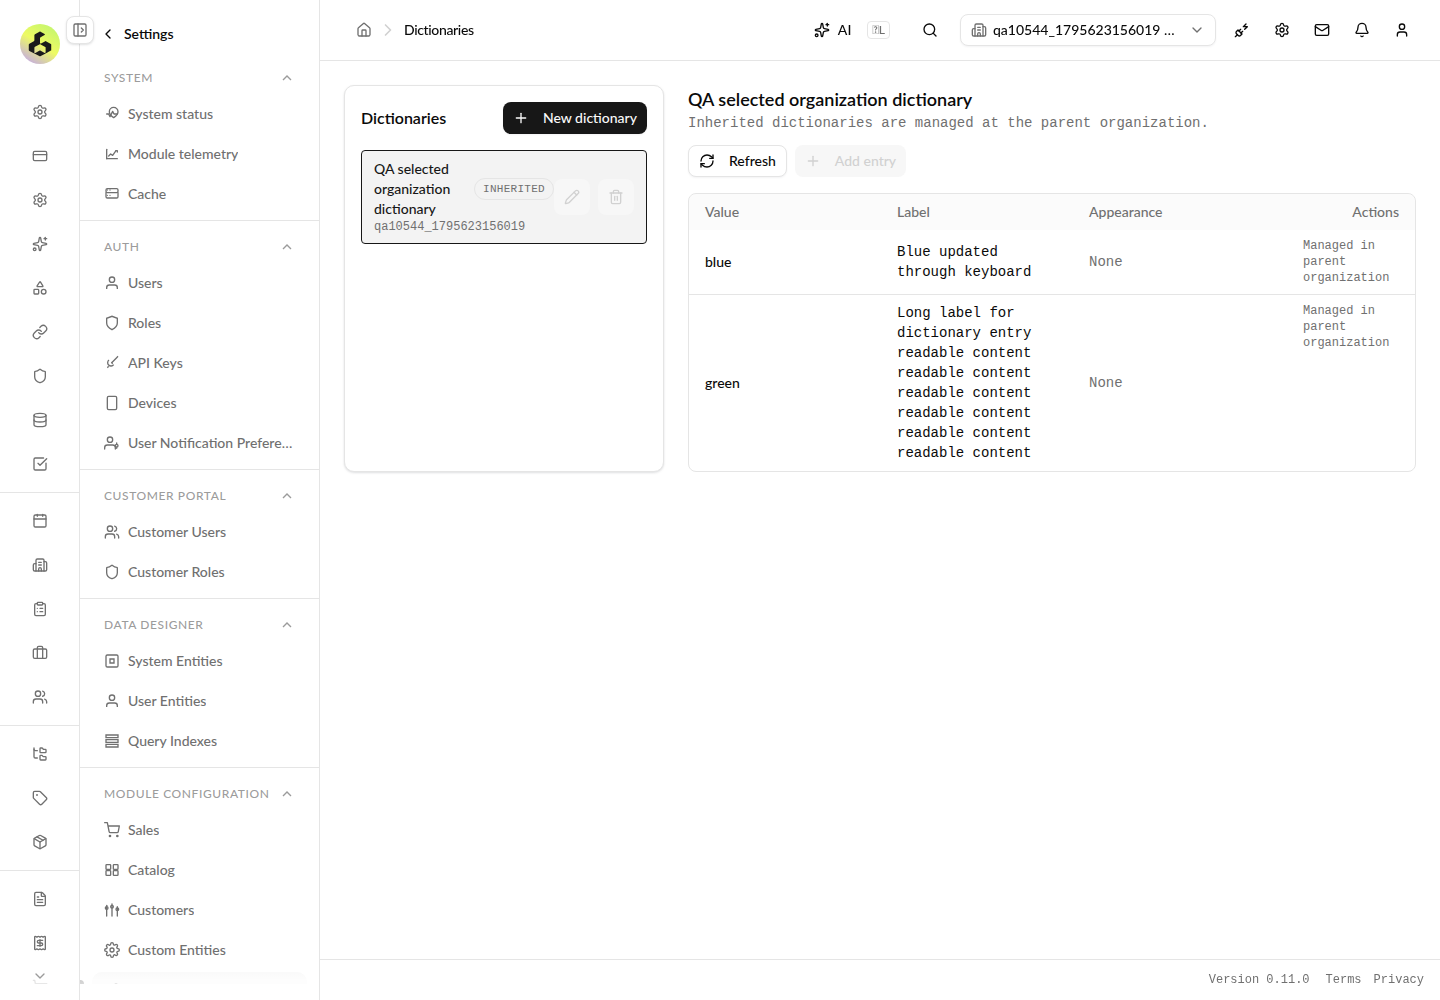 Settings
SYSTEM
System status
Module telemetry
Cache
AUTH
Users
Roles
API Keys
Devices
User Notification Prefere...
CUSTOMER PORTAL
Customer Users
Customer Roles
DATA DESIGNER
System Entities
User Entities
Query Indexes
MODULE CONFIGURATION
Sales
Catalog
Customers
Custom Entities
Dictionaries
AI
L
qa10544_1795623156019 ...
Dictionaries
New dictionary
QA selected
organization
dictionary
INHERITED
qa10544_1795623156019
QA selected organization dictionary
Inherited dictionaries are managed at the parent organization.
Refresh
Add entry
Value Label Appearance Actions
blue
Blue updated
through keyboard
None
Managed in
parent
organization
green
Long label for
dictionary entry
readable content
readable content
readable content
readable content
readable content
readable content
None
Managed in
parent
organization
Version 0.11.0 Terms Privacy